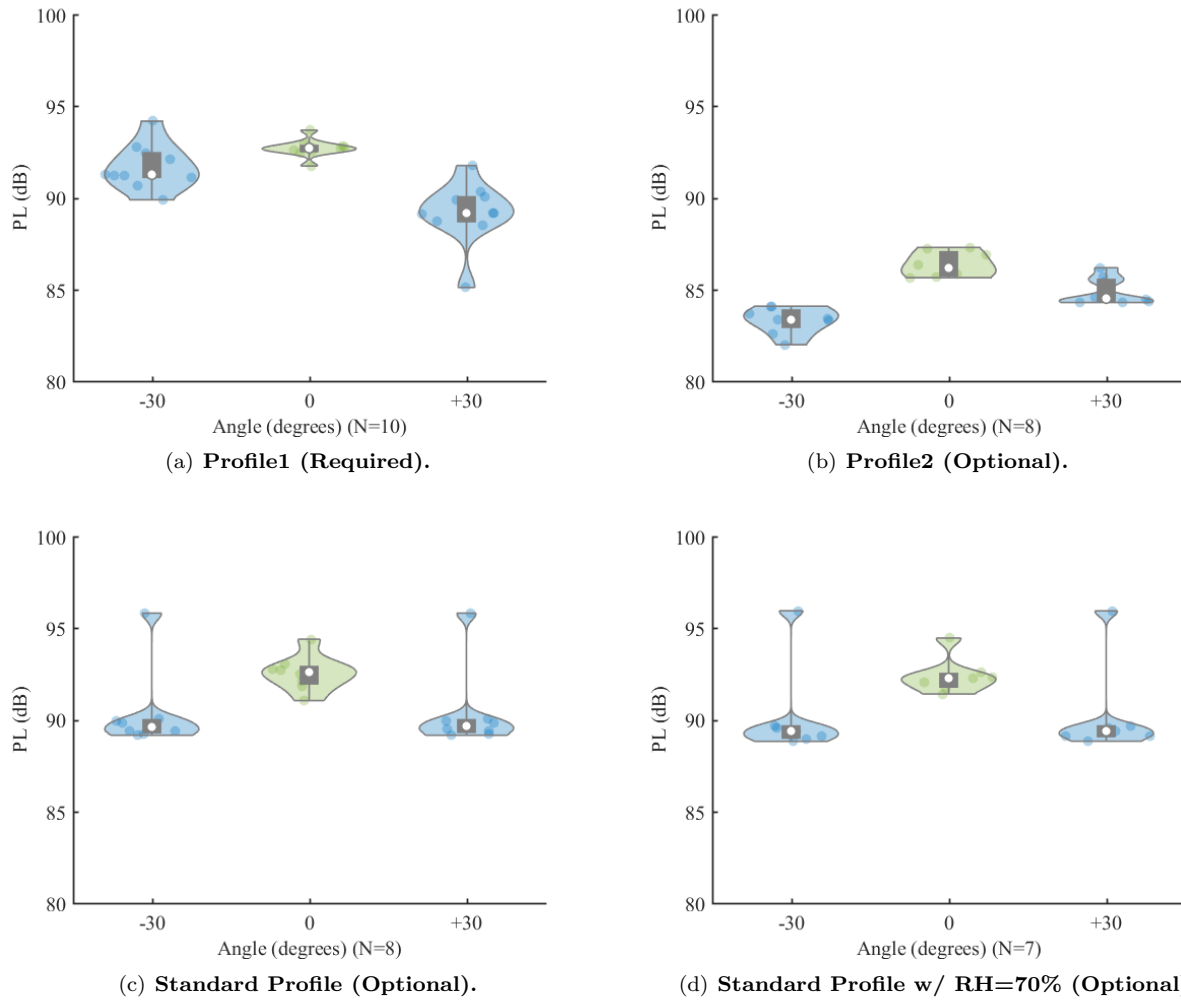 100
95
90
85
80
PL (dB)
-30 0 +30
Angle (degrees) (N=10)
(a) Profile1 (Required).
100
95
90
85
80
PL (dB)
-30 0 +30
Angle (degrees) (N=8)
(b) Profile2 (Optional).
100
95
90
85
80
PL (dB)
-30 0 +30
Angle (degrees) (N=8)
(c) Standard Profile (Optional).
100
95
90
85
80
PL (dB)
-30 0 +30
Angle (degrees) (N=7)
(d) Standard Profile w/ RH=70% (Optional